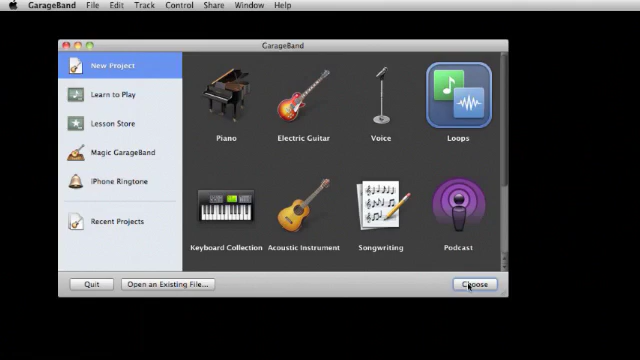 GarageBand File Edit Track Control Share Window Help
GarageBand
New Project
Learn to Play
Lesson Store
Magic GarageBand
iPhone Ringtone
Recent Projects
Piano Electric Guitar Voice Loops
Keyboard Collection Acoustic Instrument Songwriting Podcast
Quit Open an Existing File... Choose